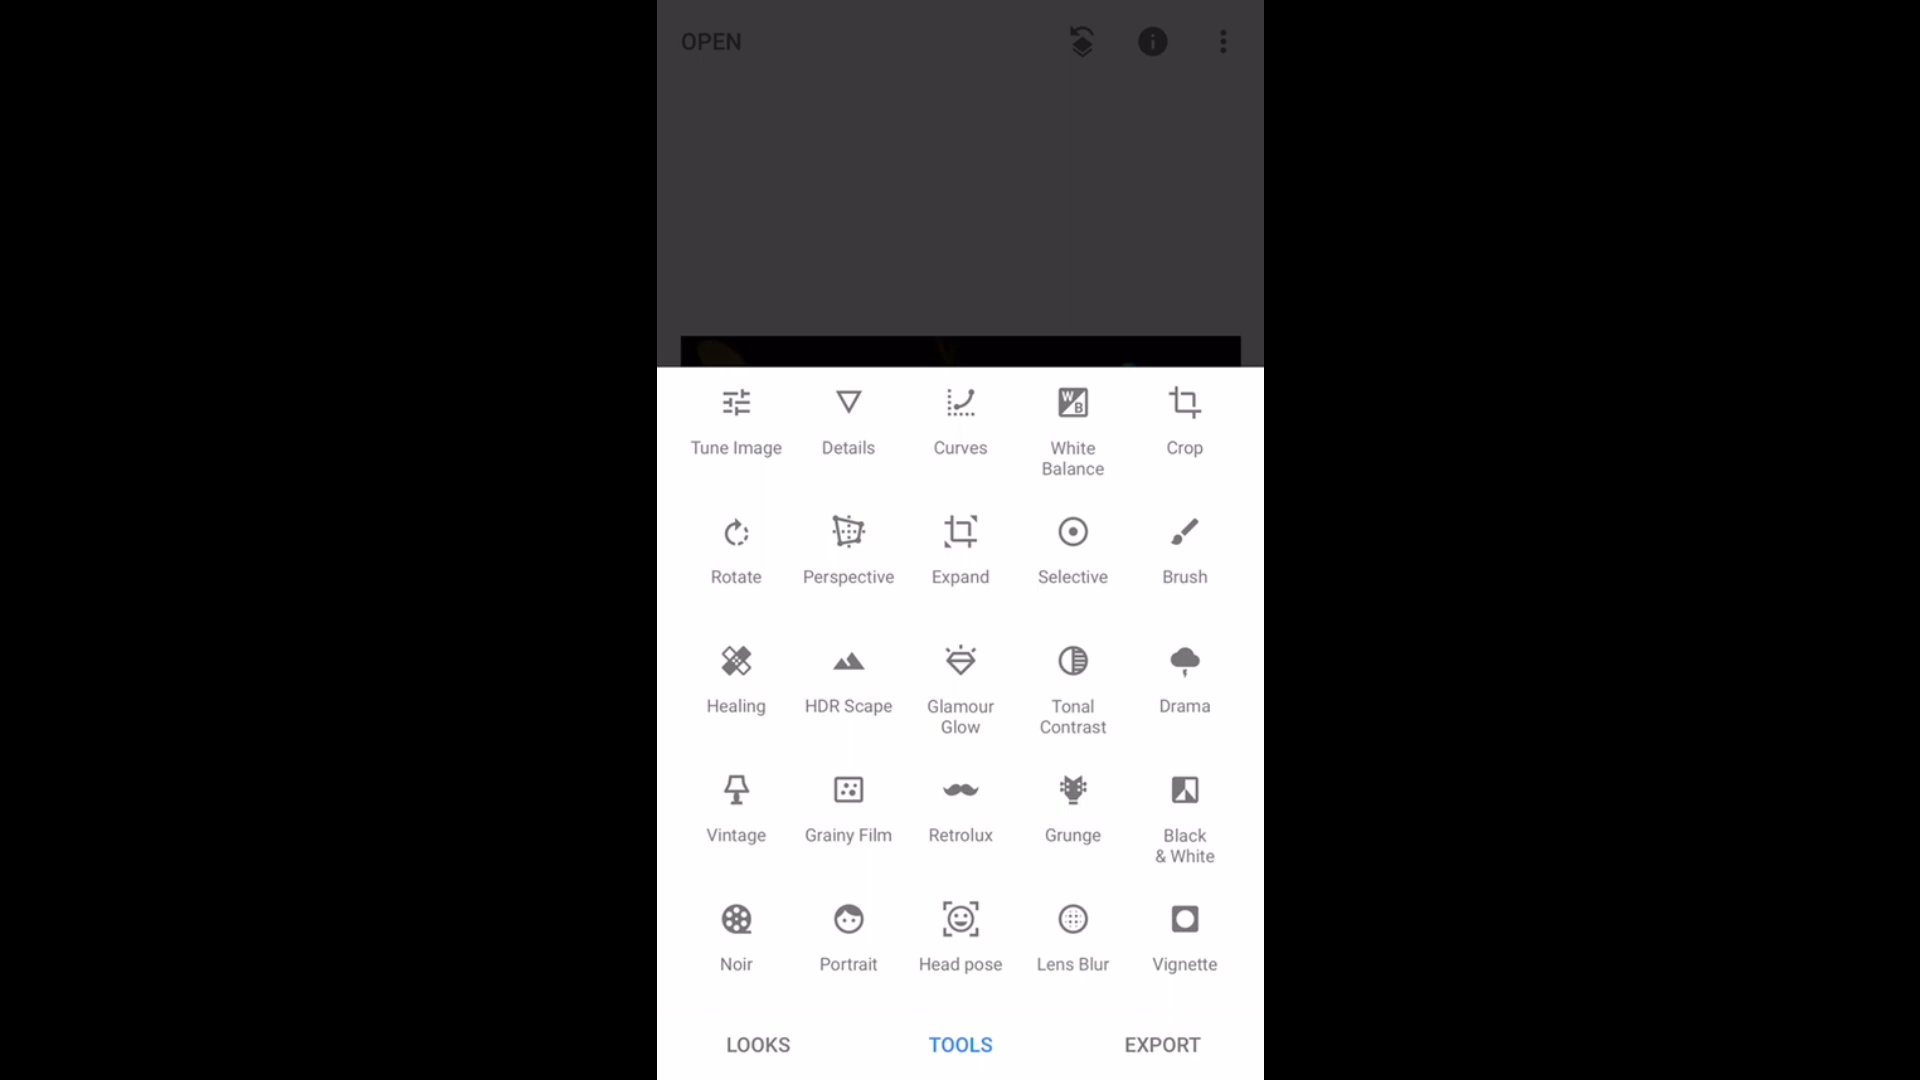 OPEN
Tune Image
Details
Curves
White
Balance
Crop
Rotate
Perspective
Expand
Selective
Brush
Healing
HDR Scape
Glamour
Glow
Tonal
Contrast
Drama
Vintage
Grainy Film
Retrolux
Grunge
Black
& White
Noir
Portrait
Head pose
Lens Blur
Vignette
LOOKS
TOOLS
EXPORT